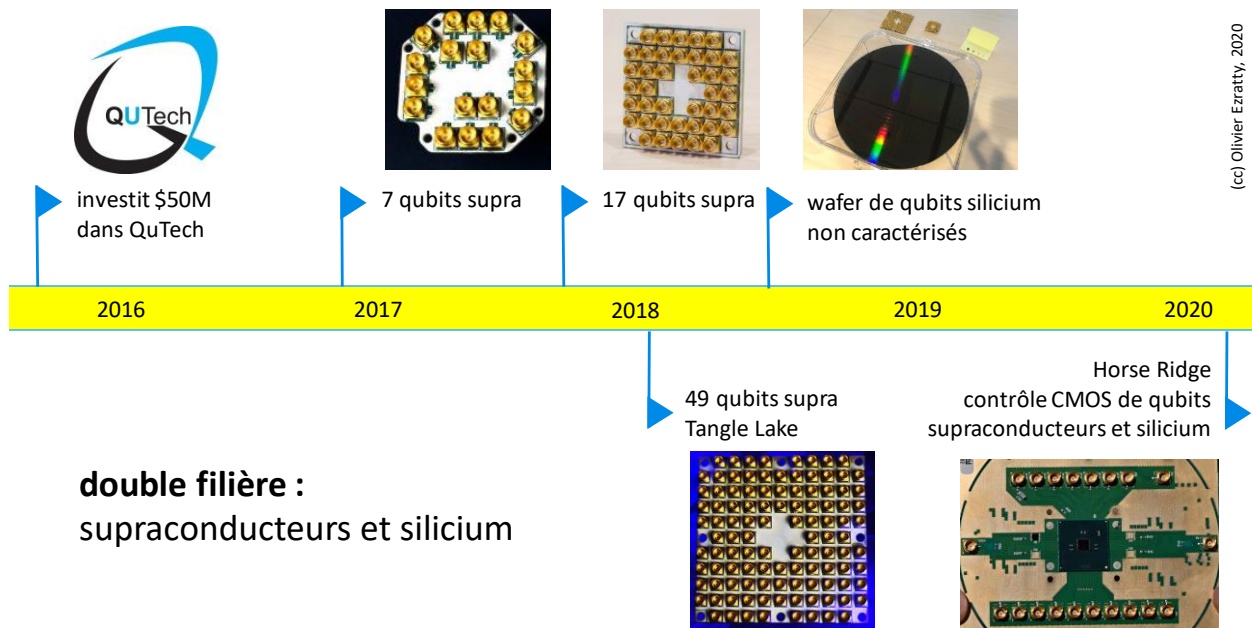 QUTech
(cc) Olivier Ezratty, 2020
investit $50M
dans QuTech
7 qubits supra
17 qubits supra
wafer de qubits silicium
non caractérisés
2016
2017
2018
2019
2020
49 qubits supra
Tangle Lake
Horse Ridge
contrôle CMOS de qubits
supraconducteurs et silicium
double filière :
supraconducteurs et silicium